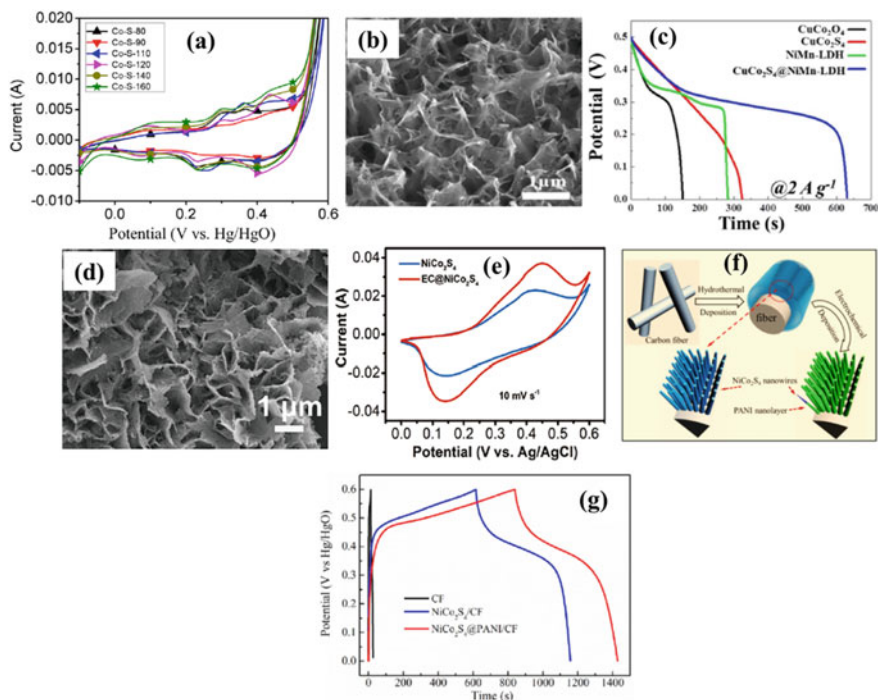 Co-S-80
Co-S-90
Co-S-110
Co-S-120
Co-S-140
Co-S-160
(a)
0.020
0.015
0.010
0.005
0.000
-0.005
-0.010
Current (A)
0.0 0.2 0.4 0.6
Potential (V vs. Hg/HgO)
(b)
1μm
(c)
CuCo₂O₄
CuCo₂S₄
NiMn-LDH
CuCo₂S₄@NiMn-LDH
0.5
0.4
0.3
0.2
0.1
0.0
Potential (V)
@2 A g⁻¹
0 100 200 300 400 500 600 700
Time (s)
(d)
1 μm
(e)
NiCo₂S₄
EC@NiCo₂S₄
0.04
0.02
0.00
-0.02
-0.04
Current (A)
10 mV s⁻¹
0.0 0.1 0.2 0.3 0.4 0.5 0.6
Potential (V vs. Ag/AgCl)
(f)
Hydrothermal
Deposition
Carbon fiber
fiber
Electrochemical
Deposition
NiCo₂S₄ nanowires
PANI nanolayer
(g)
0.6
0.5
0.4
0.3
0.2
0.1
0.0
Potential (V vs Hg/HgO)
CF
NiCo₂S₄/CF
NiCo₂S₄@PANI/CF
0 200 400 600 800 1000 1200 1400
Time (s)